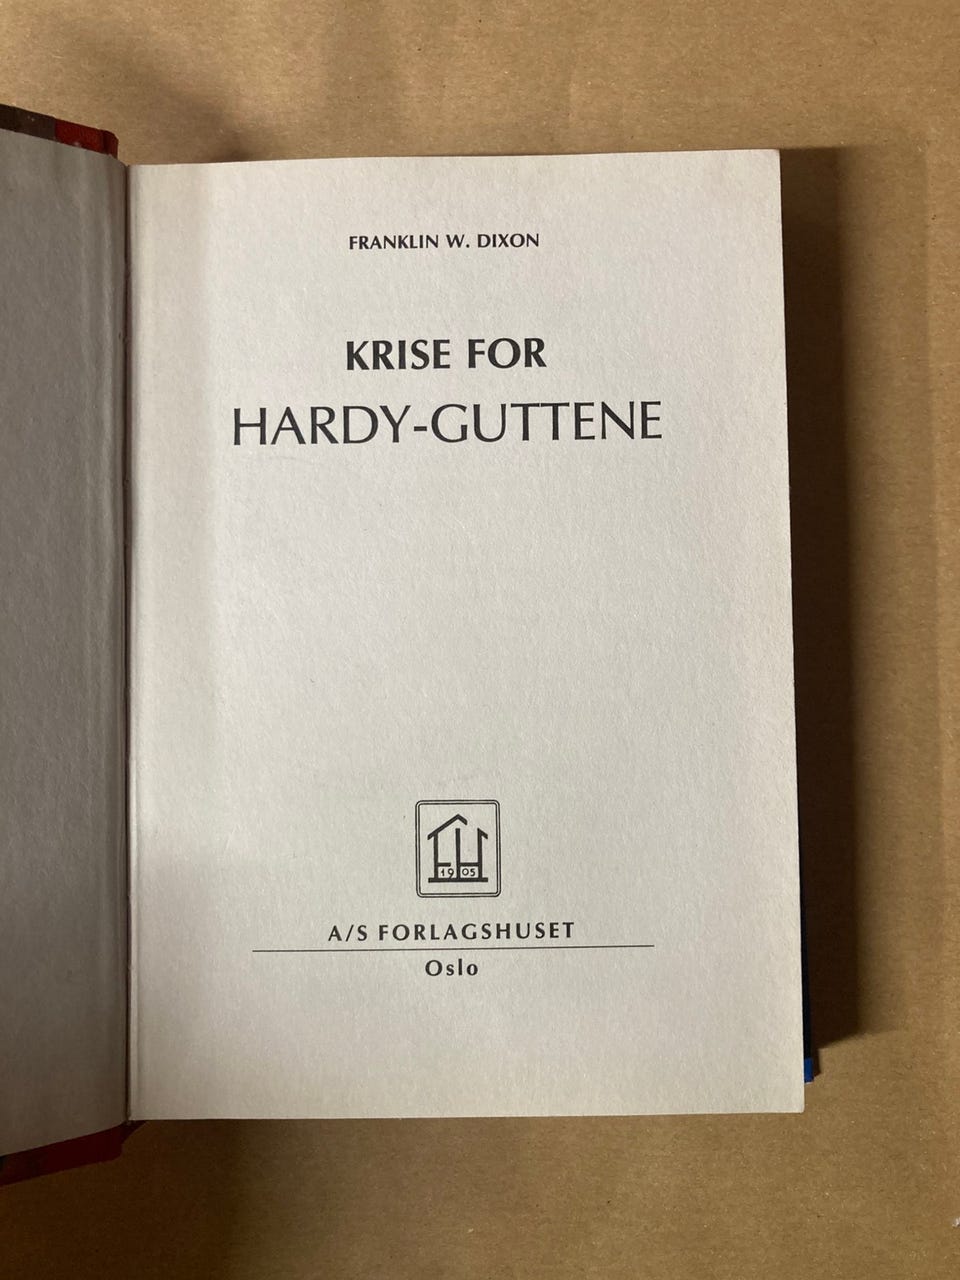 FRANKLIN W. DIXON
KRISE FOR
HARDY-GUTTENE
19 05
A/S FORLAGSHUSET
Oslo